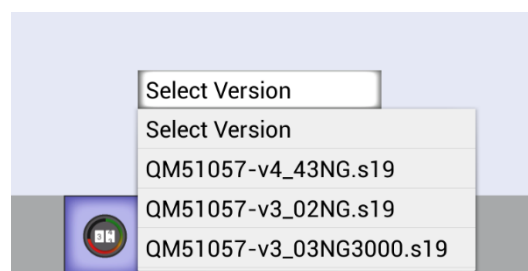 Select Version
Select Version
QM51057-v4_43NG.s19
QM51057-v3_02NG.s19
QM51057-v3_03NG3000.s19